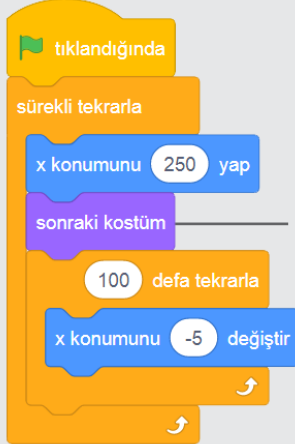 tıklandığında
sürekli tekrarla
x konumunu 250 yap
sonraki kostüm
100 defa tekrarla
x konumunu -5 değiştir